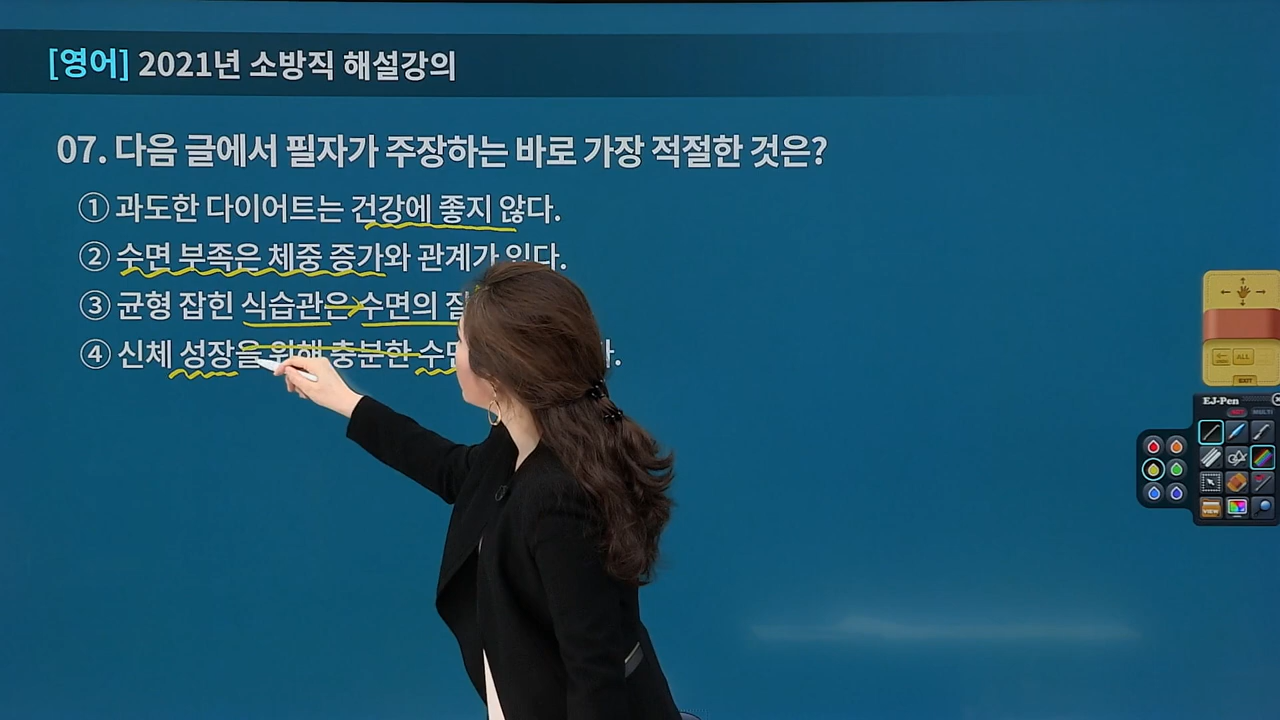 [영어] 2021년 소방직 해설강의
07. 다음 글에서 필자가 주장하는 바로 가장 적절한 것은?
① 과도한 다이어트는 건강에 좋지 않다.
② 수면 부족은 체중 증가와 관계가 있다.
③ 균형 잡힌 식습관은 수면의 질
④ 신체 성장을 위해 충분한
ALL
EXIT
EJ-Pen
MULTI
VIEW